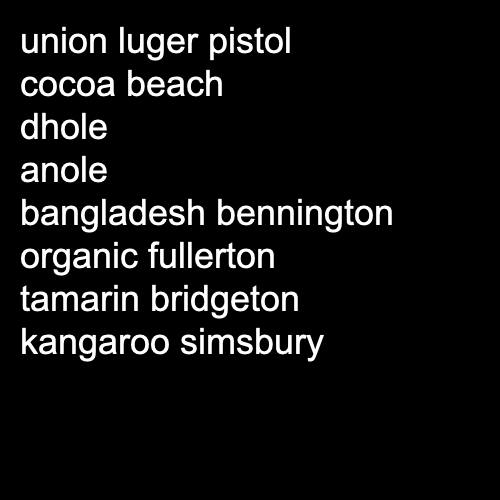 union luger pistol
cocoa beach
dhole
anole
bangladesh bennington
organic fullerton
tamarin bridgeton
kangaroo simsbury